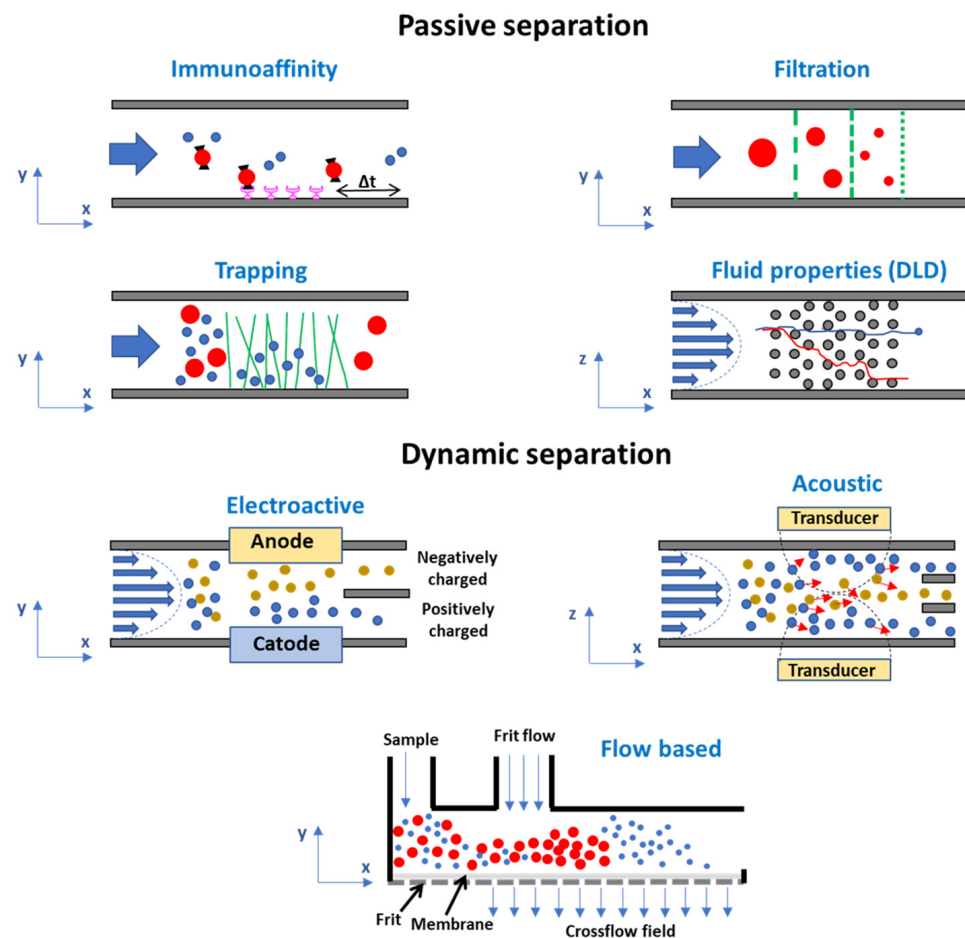 Passive separation
Immunoaffinity
Filtration
y
x
Δt
y
x
Trapping
Fluid properties (DLD)
y
x
z
x
Dynamic separation
Electroactive
Acoustic
Anode
Transducer
Negatively
charged
Positively
charged
y
x
z
x
Catode
Transducer
Sample
Frit flow
Flow based
y
x
Frit
Membrane
Crossflow field